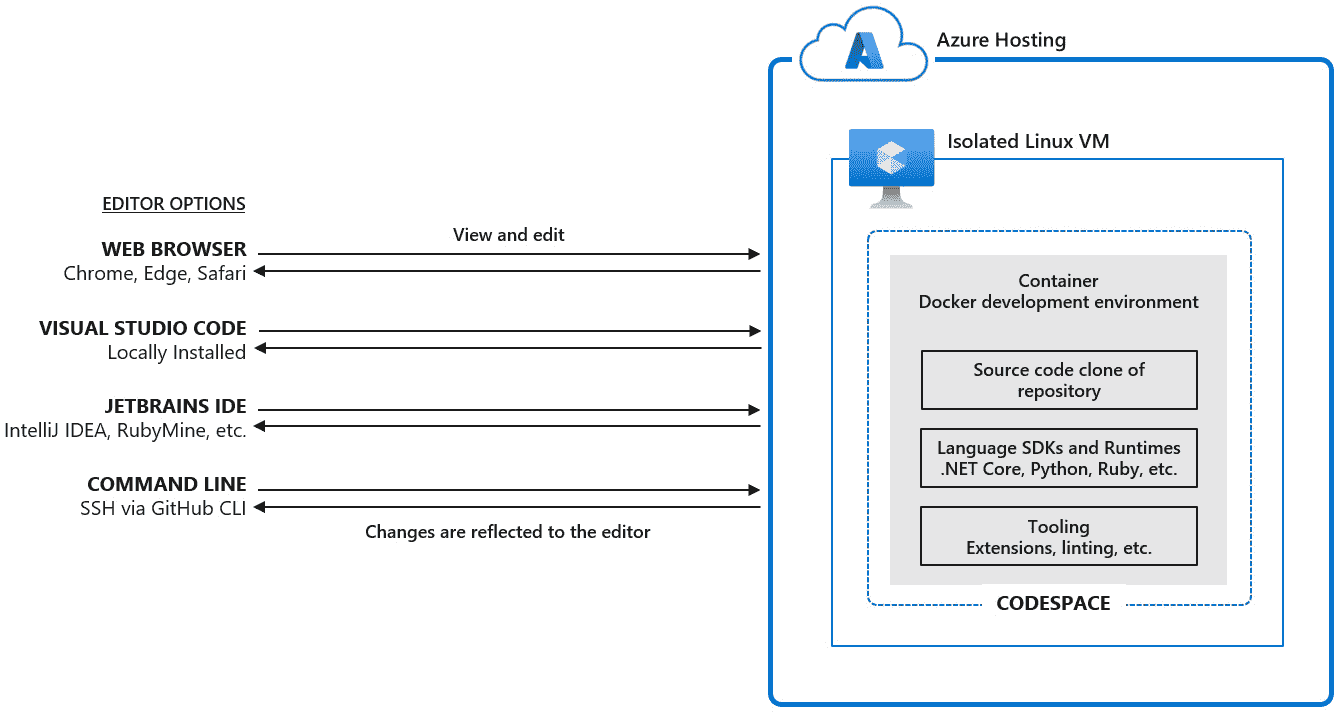 Azure Hosting
Isolated Linux VM
EDITOR OPTIONS
WEB BROWSER
Chrome, Edge, Safari
View and edit
VISUAL STUDIO CODE
Locally Installed
JETBRAINS IDE
IntelliJ IDEA, RubyMine, etc.
COMMAND LINE
SSH via GitHub CLI
Changes are reflected to the editor
Container
Docker development environment
Source code clone of
repository
Language SDKs and Runtimes
.NET Core, Python, Ruby, etc.
Tooling
Extensions, linting, etc.
CODESPACE